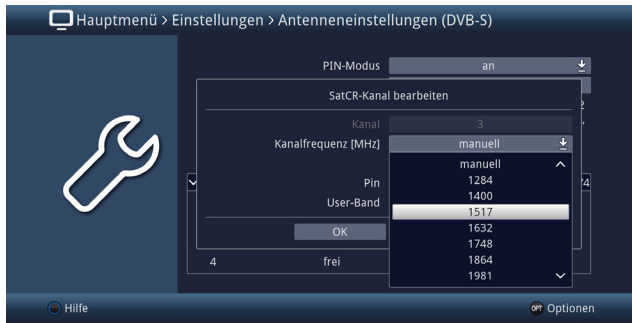 Hauptmenü > Einstellungen > Antenneneinstellungen (DVB-S)
PIN-Modus an
SatCR-Kanal bearbeiten
Kanal 3
Kanalfrequenz [MHz] manuell
manuell
Pin 1284
1400
User-Band
1517
OK 1632
1748
4 frei 1864
1981
Hilfe OPT Optionen